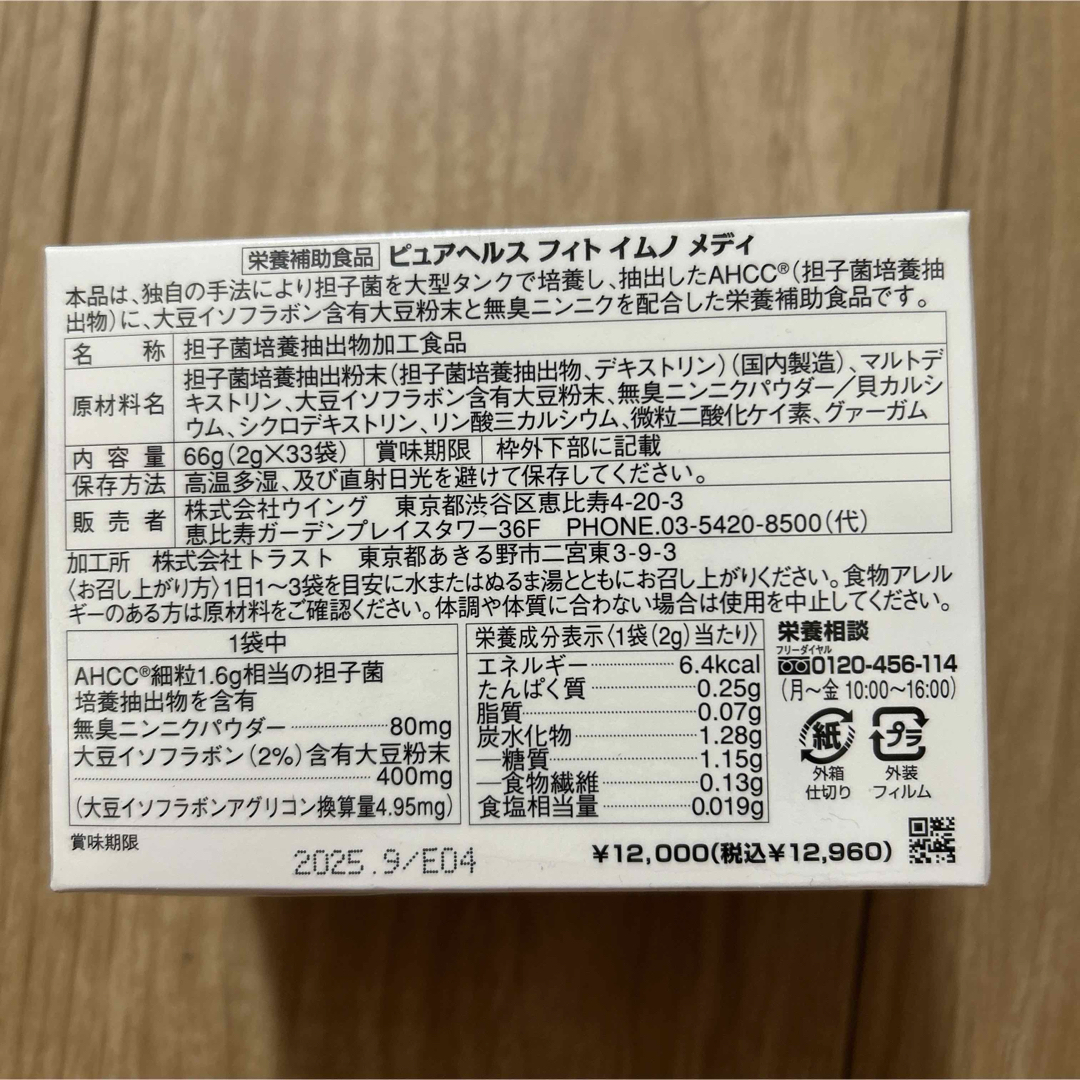 栄養補助食品 ピュアヘルス フィト イムノ メディ
本品は、独自の手法により担子菌を大型タンクで培養し、抽出したAHCC®(担子菌培養抽
出物)に、大豆イソフラボン含有大豆粉末と無臭ニンニクを配合した栄養補助食品です。
名 称 担子菌培養抽出物加工食品
原材料名 担子菌培養抽出粉末(担子菌培養抽出物、デキストリン)(国内製造)、マルトデ
キストリン、大豆イソフラボン含有大豆粉末、無臭ニンニクパウダー/貝カルシ
ウム、シクロデキストリン、リン酸三カルシウム、微粒二酸化ケイ素、グァーガム
内 容 量 66g(2g×33袋) 賞味期限 枠外下部に記載
保存方法 高温多湿、及び直射日光を避けて保存してください。
販 売 者 株式会社ウイング 東京都渋谷区恵比寿4-20-3
恵比寿ガーデンプレイスタワー36F PHONE.03-5420-8500(代)
加工所 株式会社トラスト 東京都あきる野市二宮東3-9-3
〈お召し上がり方〉1日1〜3袋を目安に水またはぬるま湯とともにお召し上がりください。食物アレル
ギーのある方は原材料をご確認ください。体調や体質に合わない場合は使用を中止してください。
1袋中
AHCC®細粒1.6g相当の担子菌
培養抽出物を含有
無臭ニンニクパウダー 80mg
大豆イソフラボン(2%)含有大豆粉末
400mg
(大豆イソフラボンアグリコン換算量4.95mg)
栄養成分表示〈1袋(2g)当たり〉
エネルギー 6.4kcal
たんぱく質 0.25g
脂質 0.07g
炭水化物 1.28g
―糖質 1.15g
―食物繊維 0.13g
食塩相当量 0.019g
栄養相談
フリーダイヤル
0120-456-114
(月〜金 10:00〜16:00)
紙
外箱
仕切り
プラ
外装
フィルム
賞味期限
2025.9/E04
¥12,000(税込¥12,960)